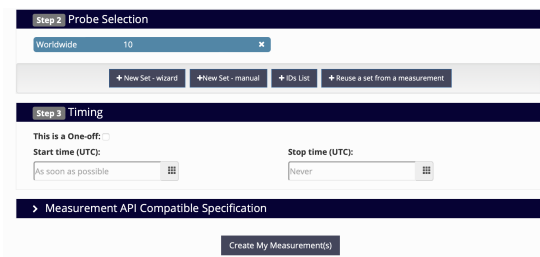 Step 2 Probe Selection
Worldwide 10 ×
+ New Set - wizard +New Set - manual + IDs List + Reuse a set from a measurement
Step 3 Timing
This is a One-off:
Start time (UTC): Stop time (UTC):
As soon as possible Never
> Measurement API Compatible Specification
Create My Measurement(s)